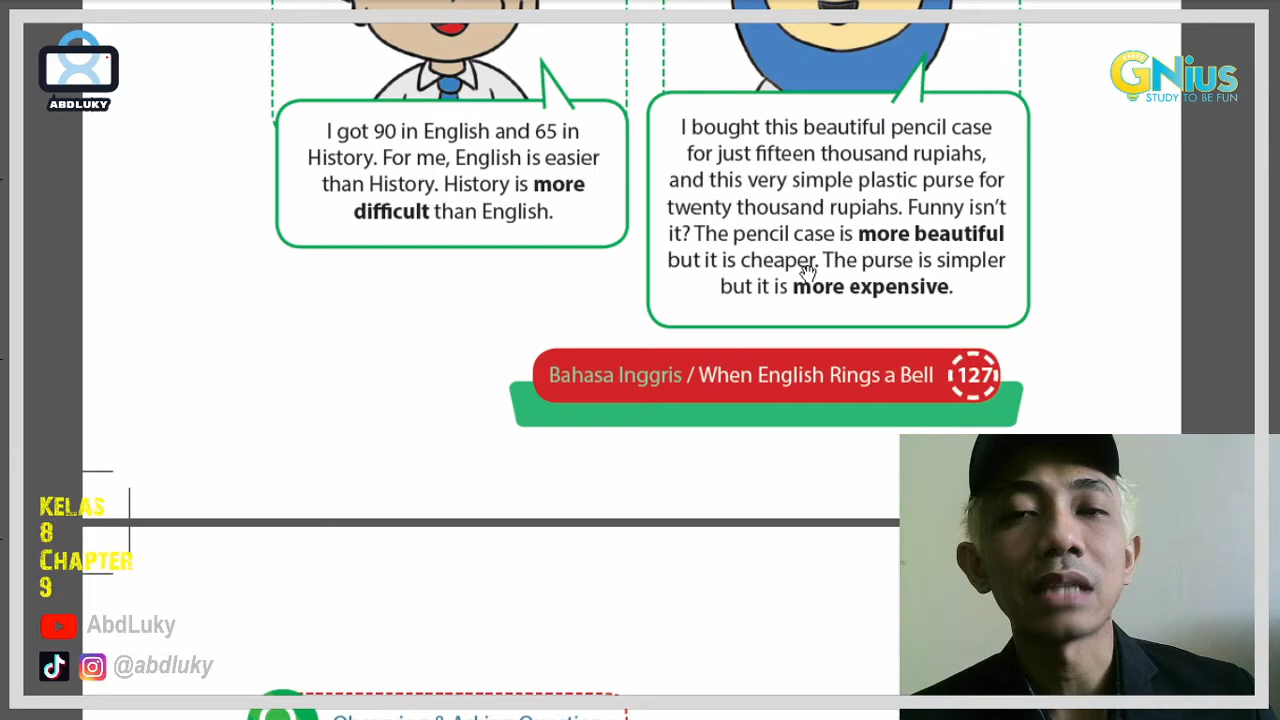 ABDLUKY
GNius
STUDY TO BE FUN
I got 90 in English and 65 in
History. For me, English is easier
than History. History is more
difficult than English.
I bought this beautiful pencil case
for just fifteen thousand rupiahs,
and this very simple plastic purse for
twenty thousand rupiahs. Funny isn't
it? The pencil case is more beautiful
but it is cheaper. The purse is simpler
but it is more expensive.
Bahasa Inggris / When English Rings a Bell 127
KELAS
8
CHAPTER
9
AbdLuky
@abdluky
Observing & Asking Questions